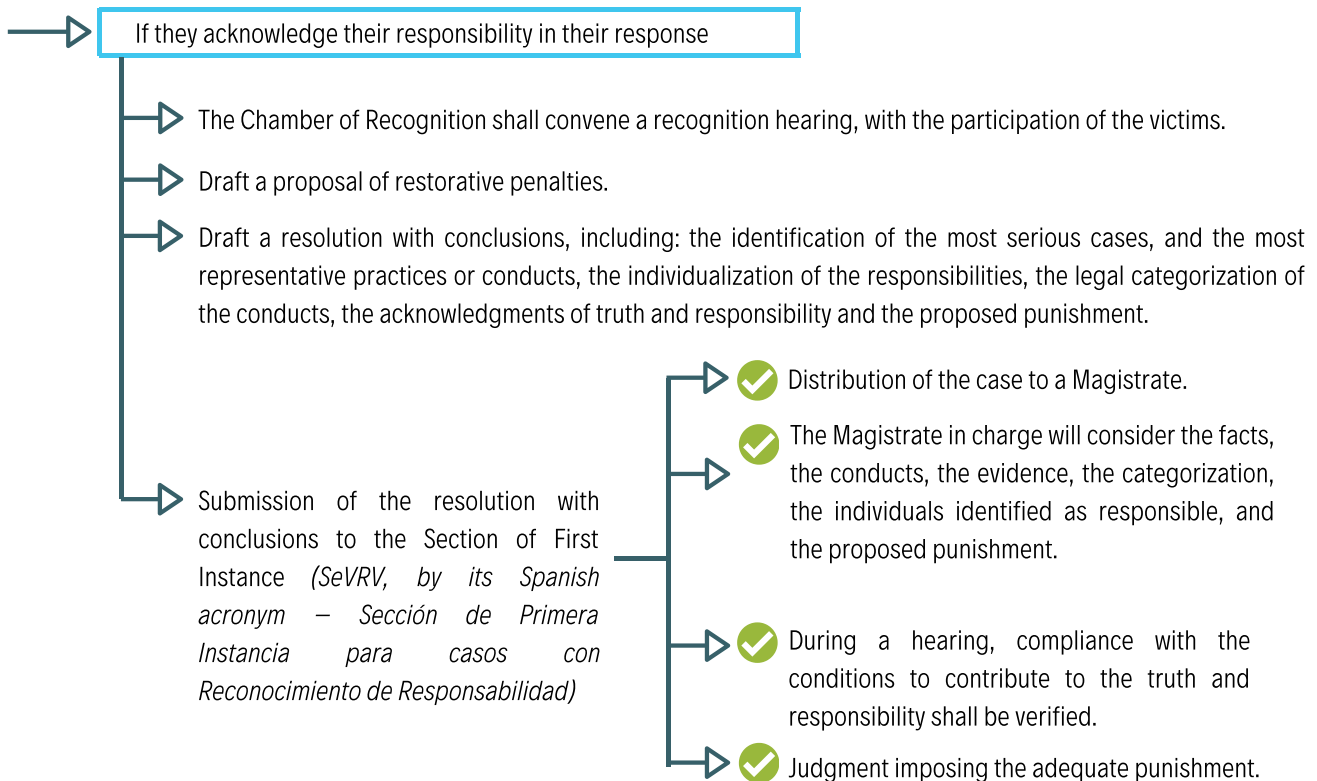 If they acknowledge their responsibility in their response
The Chamber of Recognition shall convene a recognition hearing, with the participation of the victims.
Draft a proposal of restorative penalties.
Draft a resolution with conclusions, including: the identification of the most serious cases, and the most
representative practices or conducts, the individualization of the responsibilities, the legal categorization of
the conducts, the acknowledgments of truth and responsibility and the proposed punishment.
Submission of the resolution with
conclusions to the Section of First
Instance (SeVRV, by its Spanish
acronym – Sección de Primera
Instancia para casos con
Reconocimiento de Responsabilidad)
Distribution of the case to a Magistrate.
The Magistrate in charge will consider the facts,
the conducts, the evidence, the categorization,
the individuals identified as responsible, and
the proposed punishment.
During a hearing, compliance with the
conditions to contribute to the truth and
responsibility shall be verified.
Judgment imposing the adequate punishment.